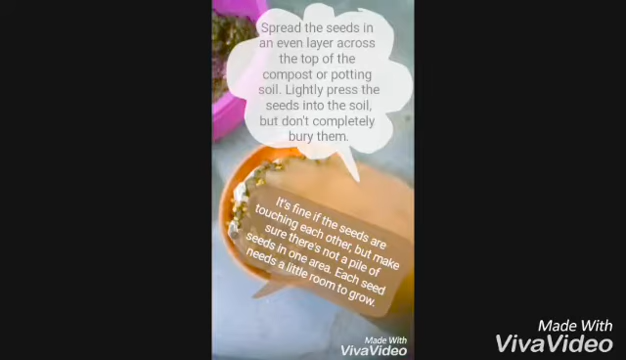 Spread the seeds in
an even layer across
the top of the
compost or potting
soil. Lightly press the
seeds into the soil,
but don't completely
bury them.
It's fine if the seeds are
touching each other, but make
sure there's not a pile of
seeds in one area. Each seed
needs a little room to grow.
Made With
VivaVideo
Made With
VivaVideo